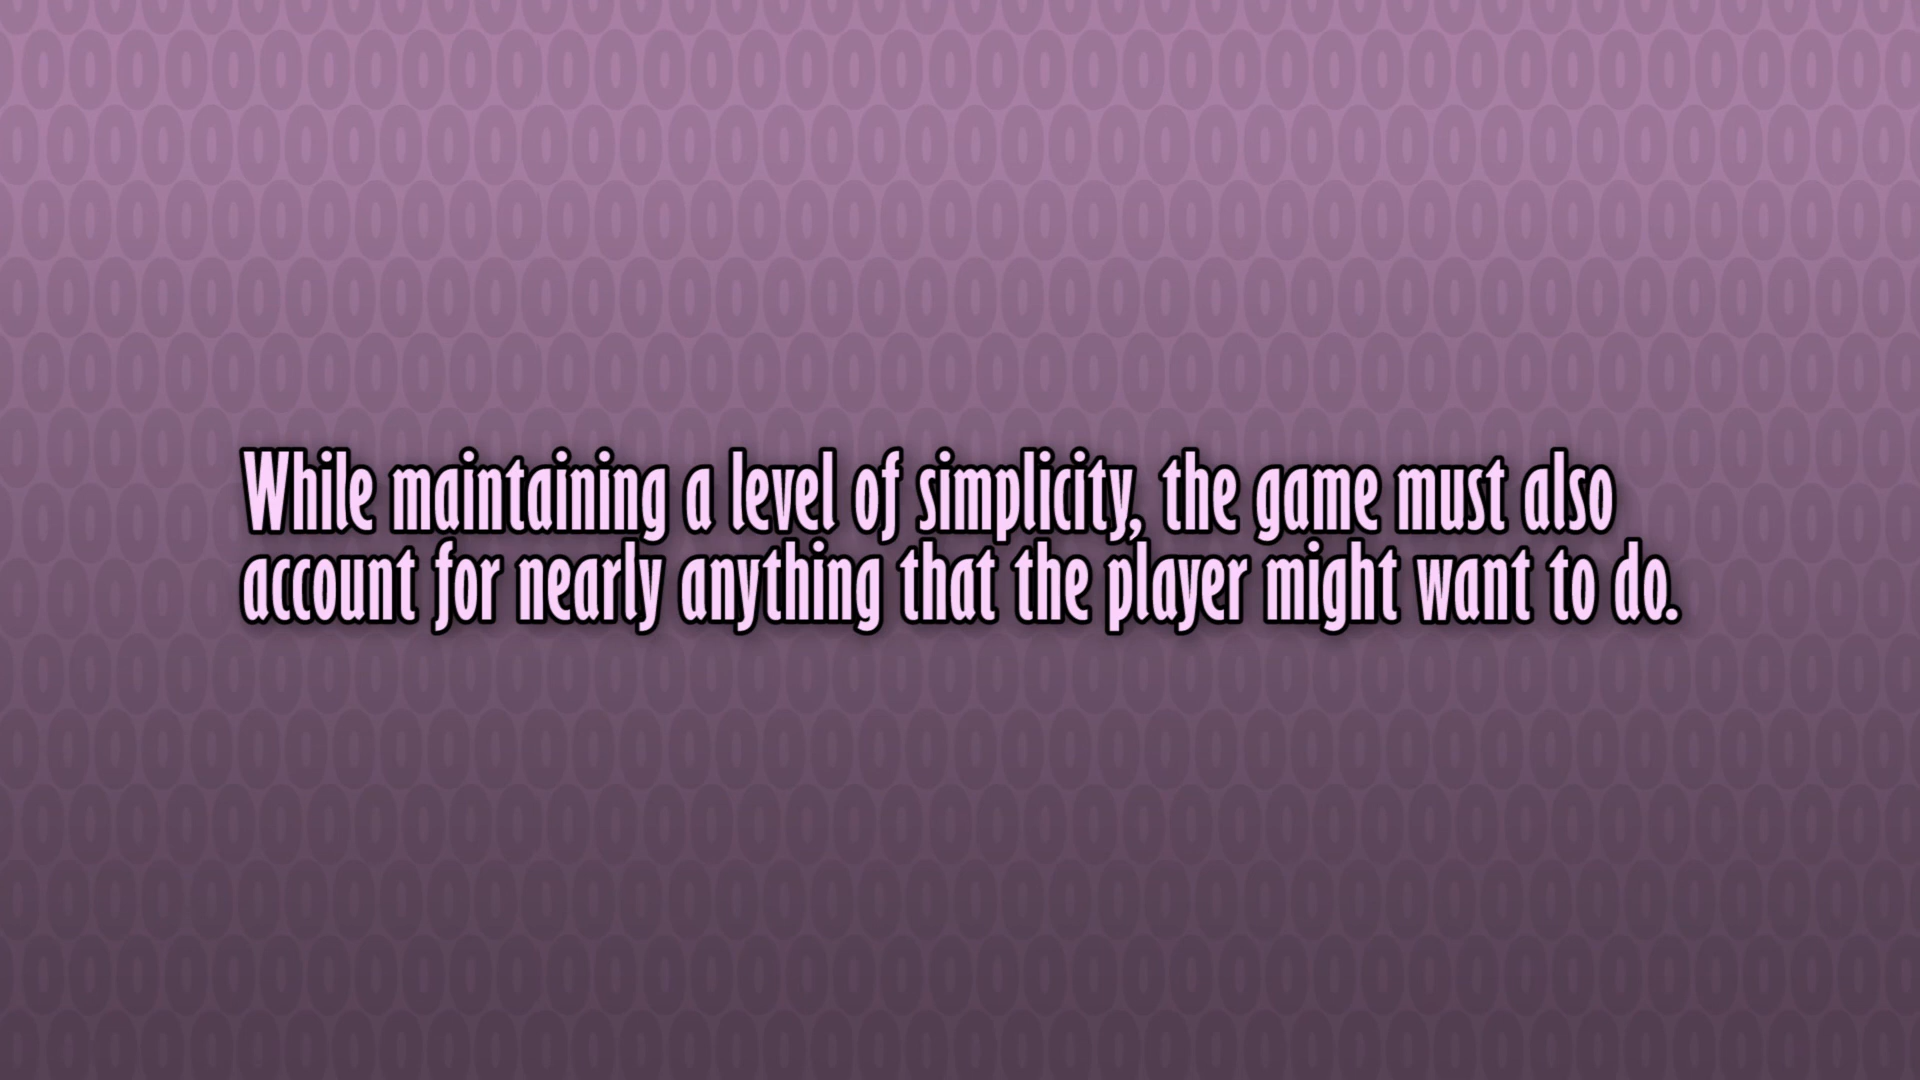 While maintaining a level of simplicity, the game must also
account for nearly anything that the player might want to do.